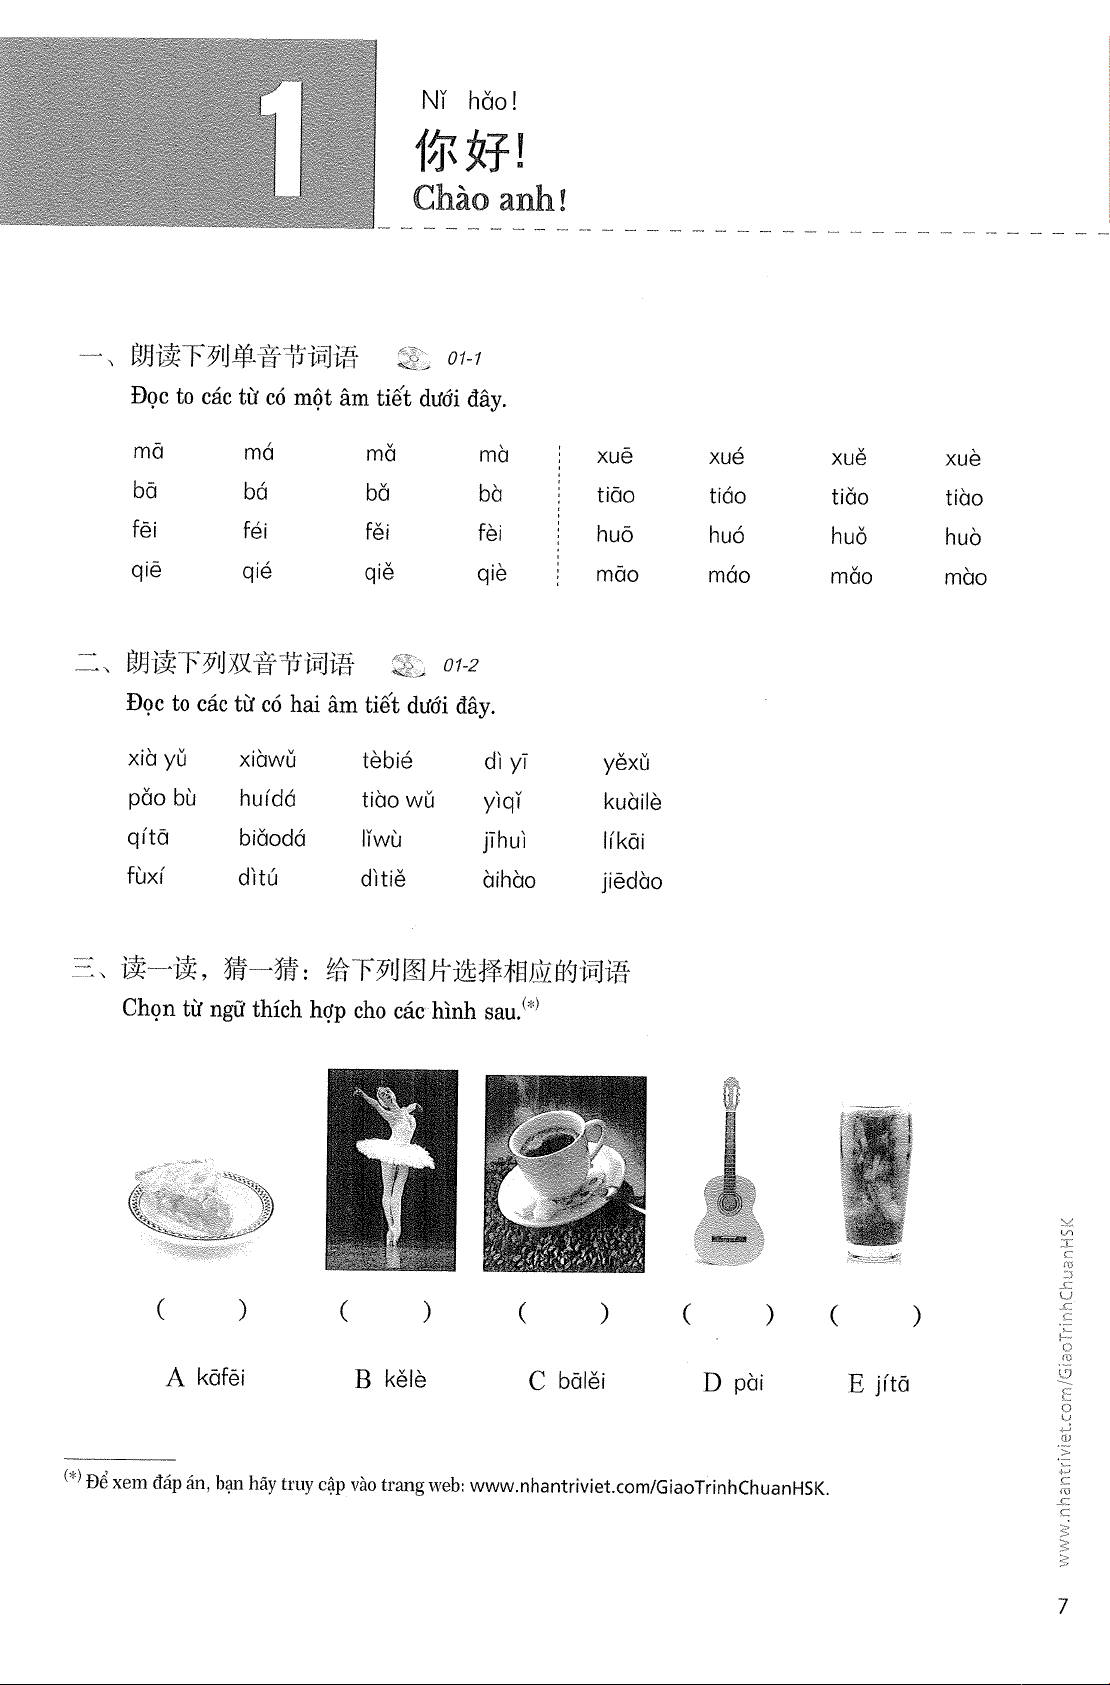 1
Nǐ hǎo!
你好!
Chào anh!
一、朗读下列单音节词语 01-1
Đọc to các từ có một âm tiết dưới đây.
mā má mǎ mà xuē xué xuě xuè
bā bá bǎ bà tiāo tiáo tiǎo tiào
fēi féi fěi fèi huō huó huǒ huò
qiē qié qiě qiè māo máo mǎo mào
二、朗读下列双音节词语 01-2
Đọc to các từ có hai âm tiết dưới đây.
xià yǔ xiàwǔ tèbié dì yī yěxǔ
pǎo bù huídá tiào wǔ yìqǐ kuàilè
qítā biǎodá lǐwù jīhuì líkāi
fùxí dìtú dìtiě àihào jiēdào
三、读一读，猜一猜：给下列图片选择相应的词语
Chọn từ ngữ thích hợp cho các hình sau.(*)
( ) ( ) ( ) ( ) ( )
A kāfēi B kělè C bālěi D pài E jítā
(*) Để xem đáp án, bạn hãy truy cập vào trang web: www.nhantriviet.com/GiaoTrinhChuanHSK.
www.nhantriviet.com/GiaoTrinhChuanHSK
7